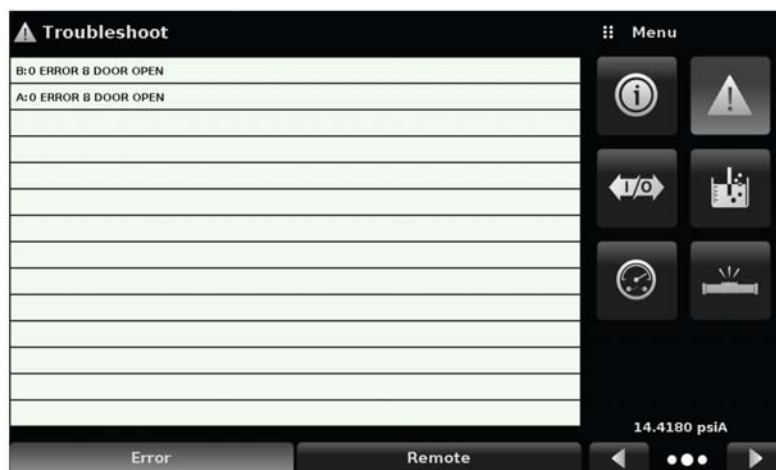 Troubleshoot
Menu
B:0 ERROR 8 DOOR OPEN
A:0 ERROR 8 DOOR OPEN
i
I/O
14.4180 psiA
Error
Remote